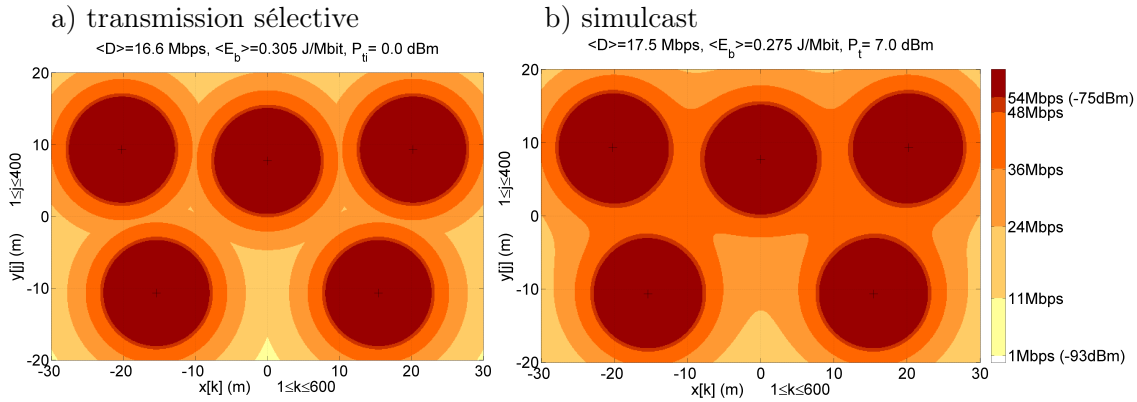 a) transmission sélective
<D>=16.6 Mbps, <E_b>=0.305 J/Mbit, P_ti= 0.0 dBm
20
10
0
-10
-20
y[j] (m) 1≤j≤400
-30 -20 -10 0 10 20 30
x[k] (m) 1≤k≤600
b) simulcast
<D>=17.5 Mbps, <E_b>=0.275 J/Mbit, P_t= 7.0 dBm
20
10
0
-10
-20
y[j] (m) 1≤j≤400
-30 -20 -10 0 10 20 30
x[k] (m) 1≤k≤600
54Mbps (-75dBm)
48Mbps
36Mbps
24Mbps
11Mbps
1Mbps (-93dBm)